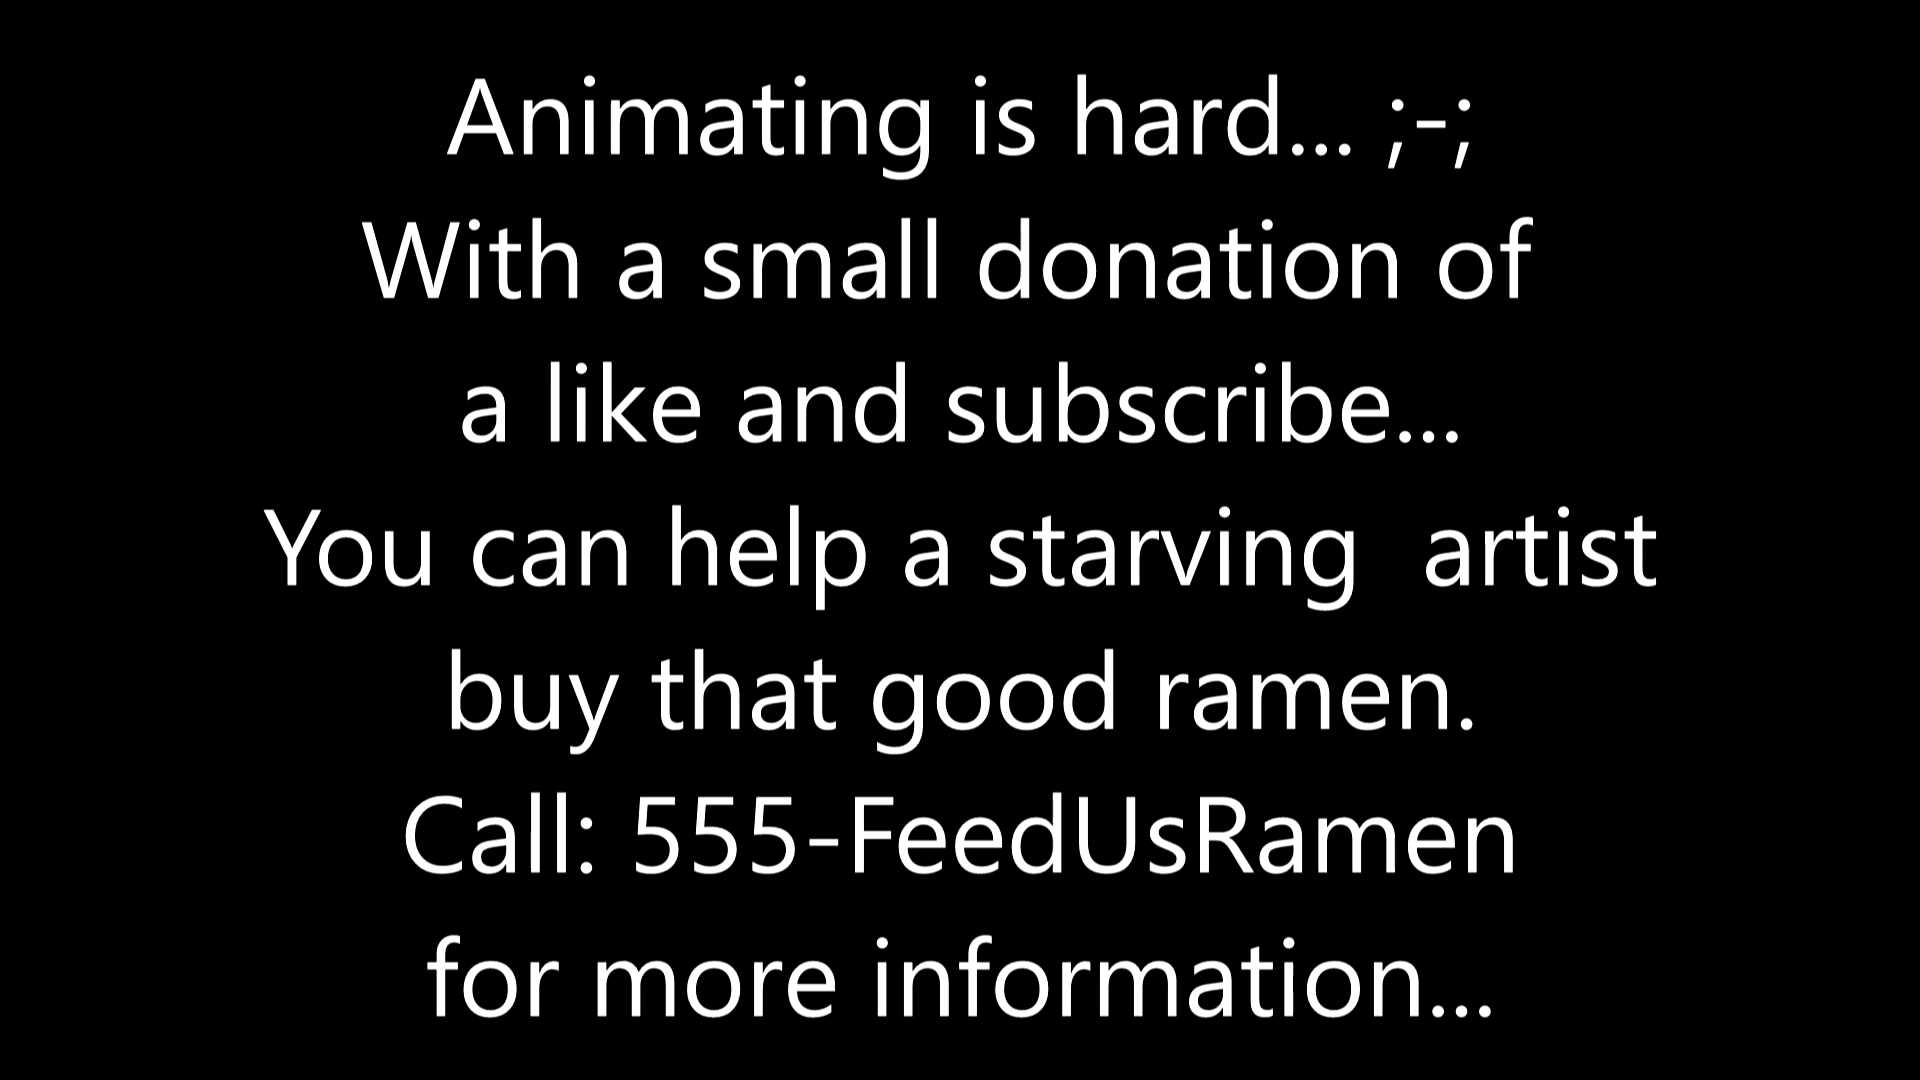 Animating is hard... ;-;
With a small donation of
a like and subscribe...
You can help a starving  artist
buy that good ramen.
Call: 555-FeedUsRamen
for more information...